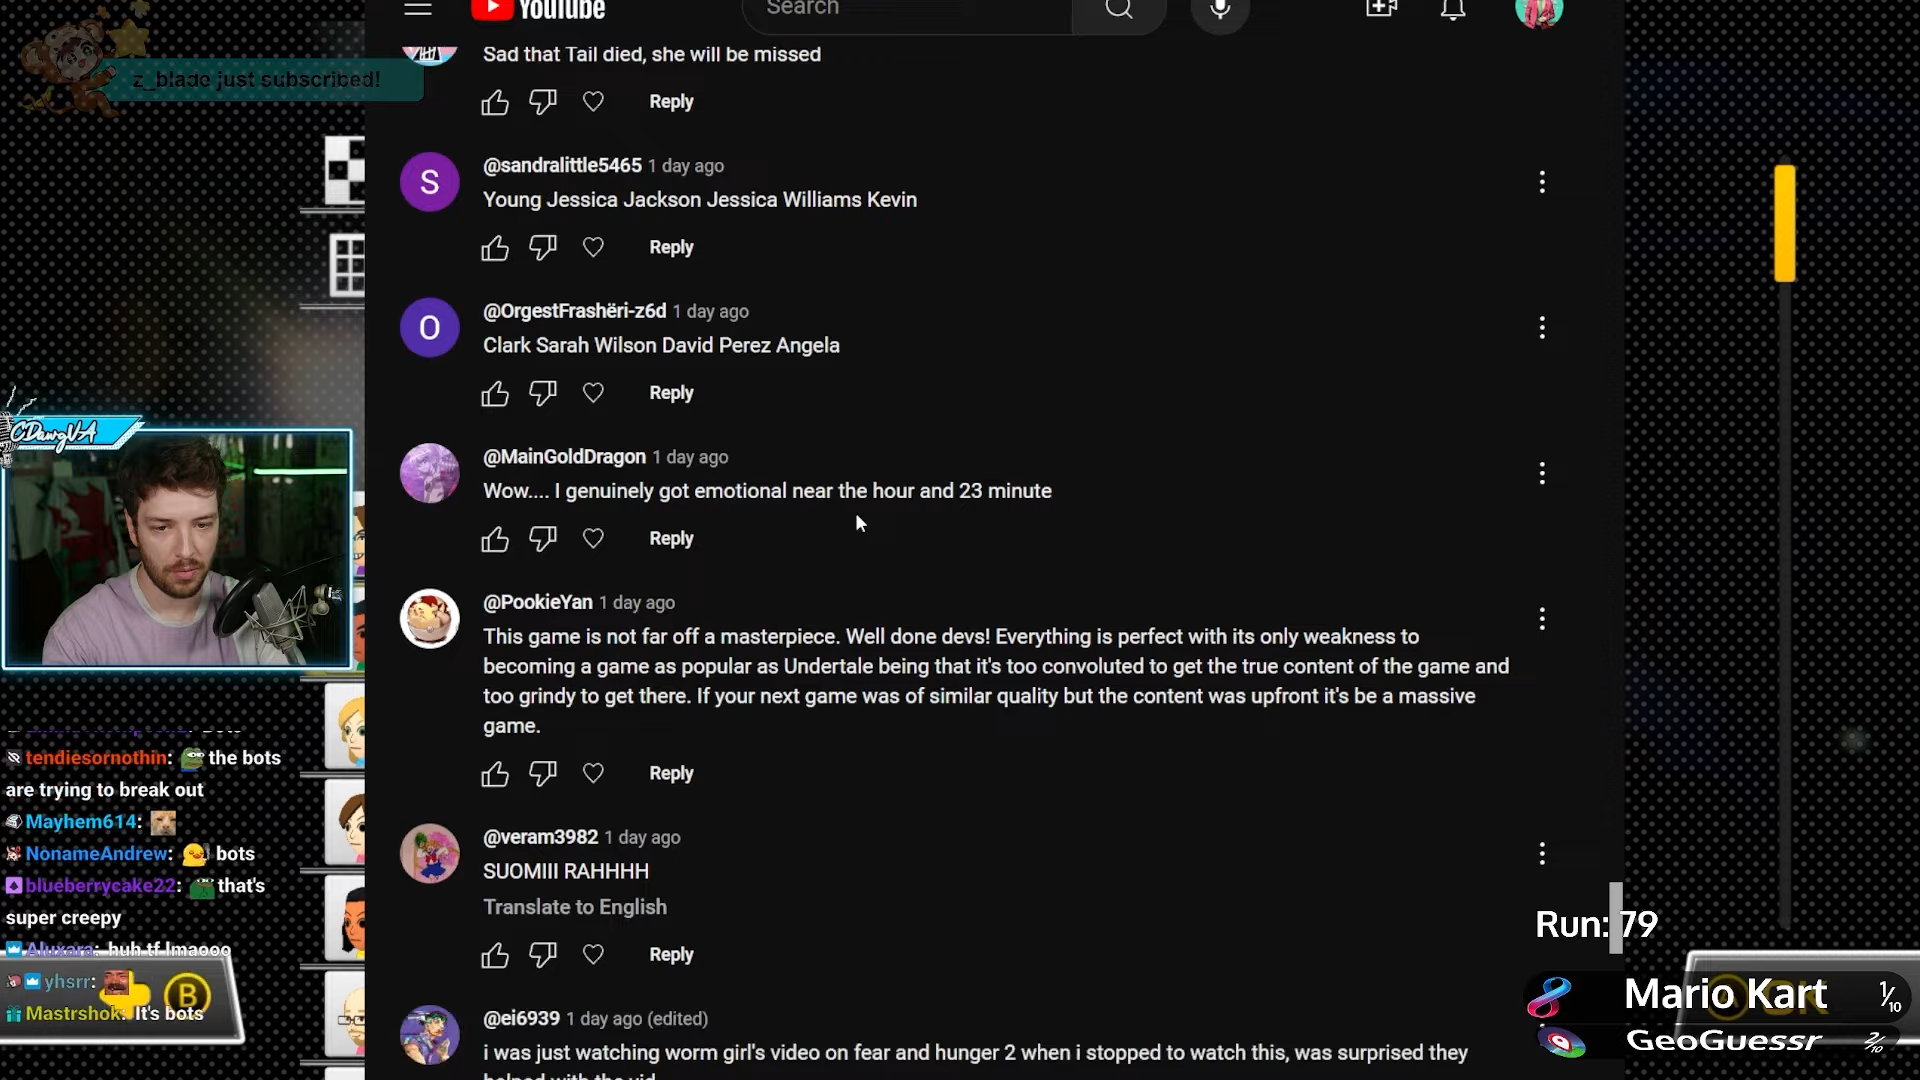 YouTube
Search
z_blade just subscribed!
Sad that Tail died, she will be missed
Reply
@sandralittle5465 1 day ago
S
Young Jessica Jackson Jessica Williams Kevin
Reply
@OrgestFrashëri-z6d 1 day ago
O
Clark Sarah Wilson David Perez Angela
Reply
CDawgVA
@MainGoldDragon 1 day ago
Wow.... I genuinely got emotional near the hour and 23 minute
Reply
@PookieYan 1 day ago
This game is not far off a masterpiece. Well done devs! Everything is perfect with its only weakness to
becoming a game as popular as Undertale being that it's too convoluted to get the true content of the game and
too grindy to get there. If your next game was of similar quality but the content was upfront it's be a massive
game.
Reply
@veram3982 1 day ago
SUOMIII RAHHHH
Translate to English
Reply
@ei6939 1 day ago (edited)
i was just watching worm girl's video on fear and hunger 2 when i stopped to watch this, was surprised they
tendiesornothin: the bots
are trying to break out
Mayhem614:
NonameAndrew: bots
blueberrycake22: that's
super creepy
Aluxara: huh tf lmaooo
yhsrr:
B
Mastrshok: It's bots
Run: 79
Mario Kart 1/10
GeoGuessr 2/10